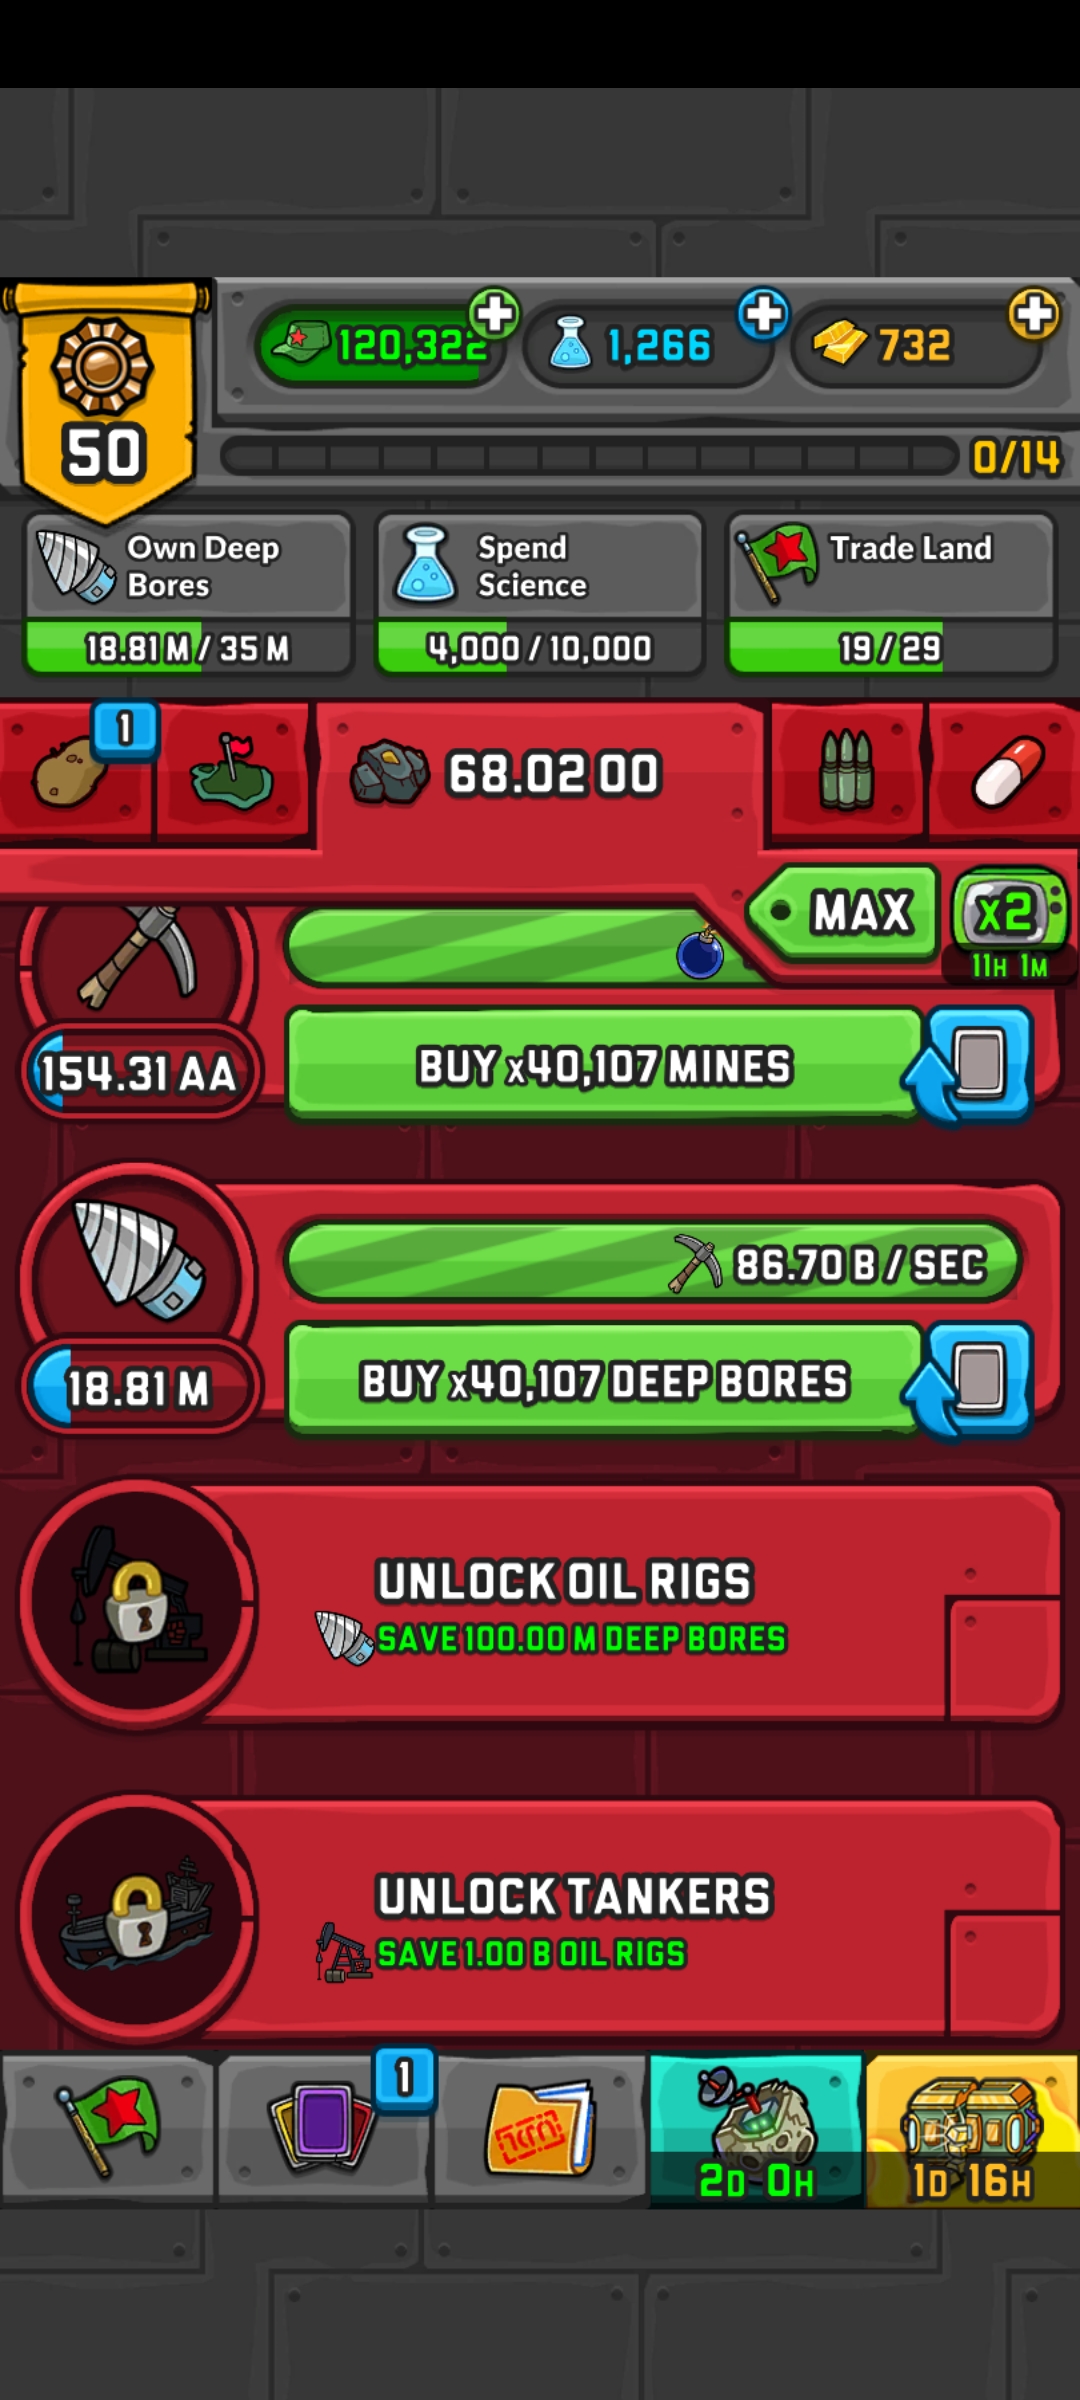 120,322
1,266
732
50
0/14
Own Deep
Bores
18.81 M / 35 M
Spend
Science
4,000 / 10,000
Trade Land
19 / 29
1
68.02 OO
MAX
x2
11H 1M
154.31 AA
BUY x40,107 MINES
86.70 B / SEC
18.81 M
BUY x40,107 DEEP BORES
UNLOCK OIL RIGS
SAVE 100.00 M DEEP BORES
UNLOCK TANKERS
SAVE 1.00 B OIL RIGS
1
2D 0H
1D 16H